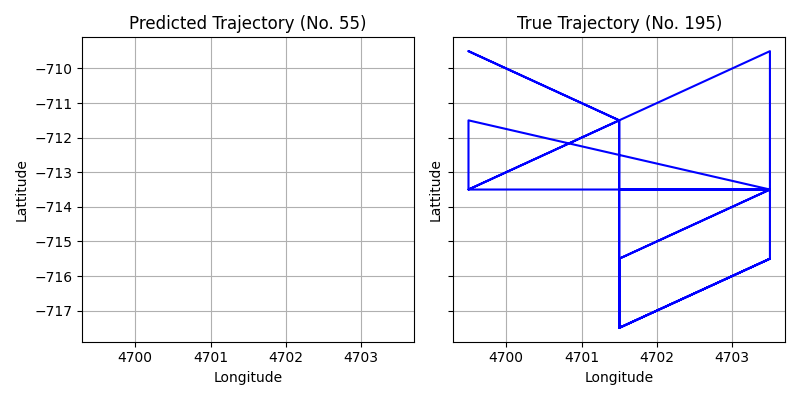 Predicted Trajectory (No. 55)
True Trajectory (No. 195)
Lattitude
−710
−711
−712
−713
−714
−715
−716
−717
4700
4701
4702
4703
Longitude
Lattitude
4700
4701
4702
4703
Longitude